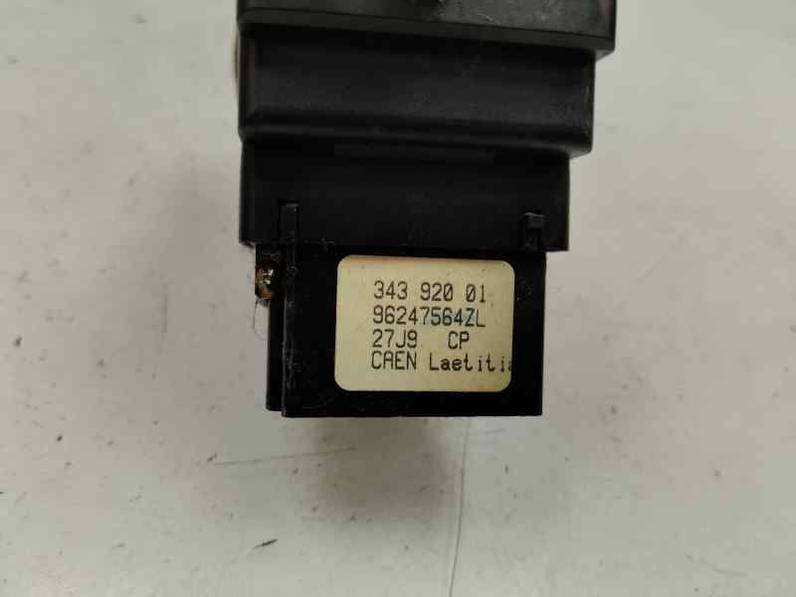 343 920 01
96247564ZL
27J9 CP
CAEN Laetitia